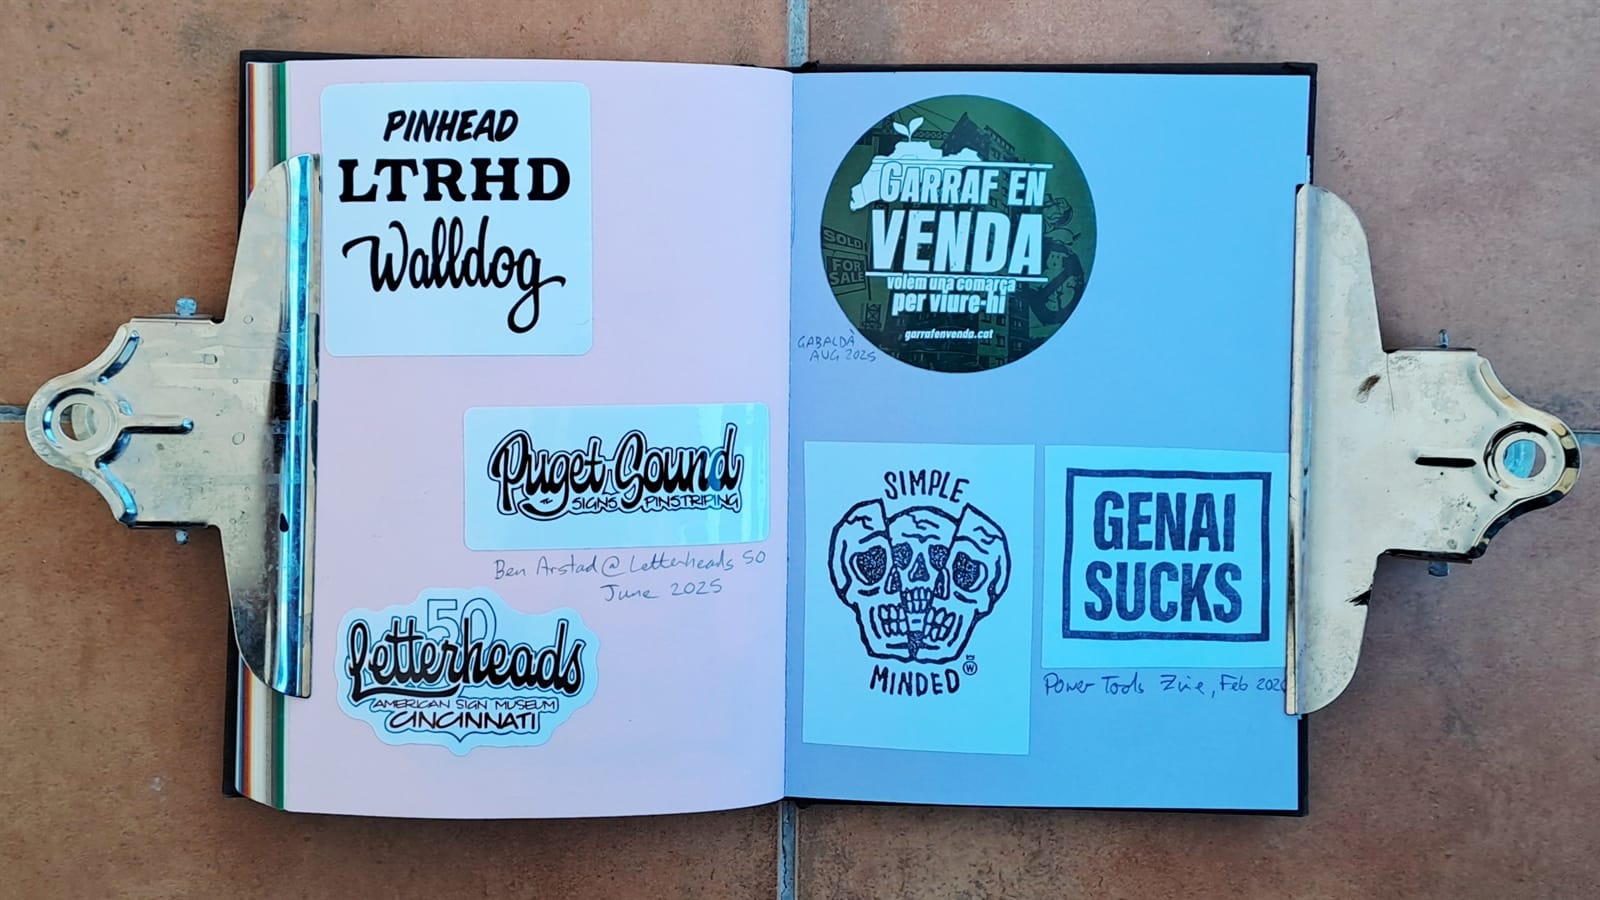 PINHEAD
LTRHD
Walldog
Puget Sound
SIGNS PINSTRIPING
Ben Arstad @ Letterheads 50
June 2025
50
Letterheads
AMERICAN SIGN MUSEUM
CINCINNATI
GARRAF EN
VENDA
volem una comarca
per viure-hi
garrafenvenda.cat
SOLD
FOR
SALE
GABALDÀ
AUG 2025
SIMPLE
MINDED
W
GENAI
SUCKS
Power Tools Zine, Feb 2026